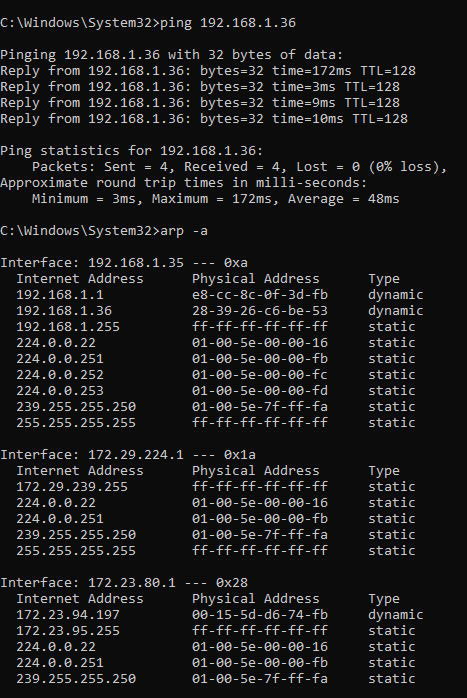 C:\Windows\System32>ping 192.168.1.36
Pinging 192.168.1.36 with 32 bytes of data:
Reply from 192.168.1.36: bytes=32 time=172ms TTL=128
Reply from 192.168.1.36: bytes=32 time=3ms TTL=128
Reply from 192.168.1.36: bytes=32 time=9ms TTL=128
Reply from 192.168.1.36: bytes=32 time=10ms TTL=128
Ping statistics for 192.168.1.36:
    Packets: Sent = 4, Received = 4, Lost = 0 (0% loss),
Approximate round trip times in milli-seconds:
    Minimum = 3ms, Maximum = 172ms, Average = 48ms
C:\Windows\System32>arp -a
Interface: 192.168.1.35 --- 0xa
  Internet Address      Physical Address      Type
  192.168.1.1           e8-cc-8c-0f-3d-fb     dynamic
  192.168.1.36          28-39-26-c6-be-53     dynamic
  192.168.1.255         ff-ff-ff-ff-ff-ff     static
  224.0.0.22            01-00-5e-00-00-16     static
  224.0.0.251           01-00-5e-00-00-fb     static
  224.0.0.252           01-00-5e-00-00-fc     static
  224.0.0.253           01-00-5e-00-00-fd     static
  239.255.255.250       01-00-5e-7f-ff-fa     static
  255.255.255.255       ff-ff-ff-ff-ff-ff     static
Interface: 172.29.224.1 --- 0x1a
  Internet Address      Physical Address      Type
  172.29.239.255        ff-ff-ff-ff-ff-ff     static
  224.0.0.22            01-00-5e-00-00-16     static
  224.0.0.251           01-00-5e-00-00-fb     static
  239.255.255.250       01-00-5e-7f-ff-fa     static
  255.255.255.255       ff-ff-ff-ff-ff-ff     static
Interface: 172.23.80.1 --- 0x28
  Internet Address      Physical Address      Type
  172.23.94.197         00-15-5d-d6-74-fb     dynamic
  172.23.95.255         ff-ff-ff-ff-ff-ff     static
  224.0.0.22            01-00-5e-00-00-16     static
  224.0.0.251           01-00-5e-00-00-fb     static
  239.255.255.250       01-00-5e-7f-ff-fa     static